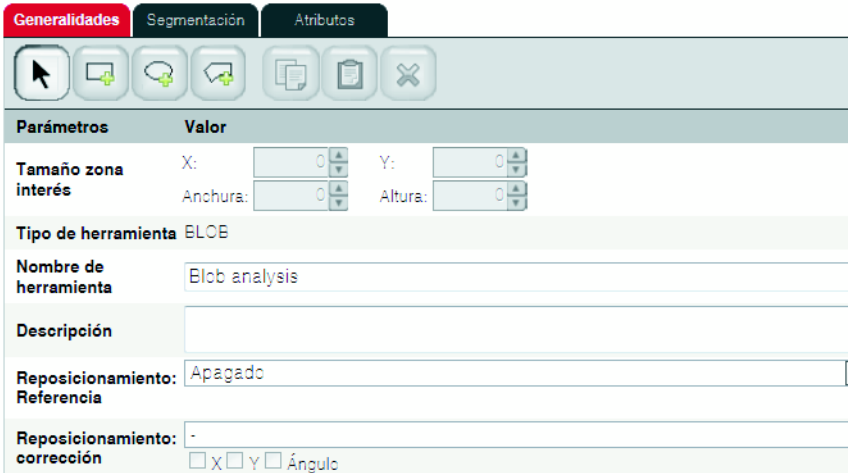 Generalidades Segmentación Atributos
Parámetros Valor
Tamaño zona interés
X: 0 Y: 0
Anchura: 0 Altura: 0
Tipo de herramienta BLOB
Nombre de herramienta
Blob analysis
Descripción
Reposicionamiento: Referencia
Apagado
Reposicionamiento: corrección
-
X Y Ángulo